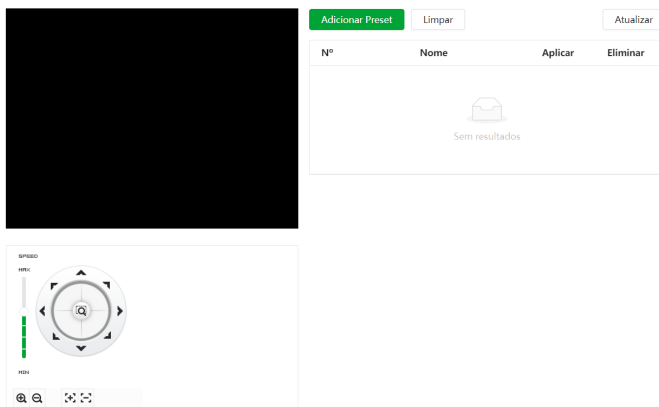 Adicionar Preset Limpar Atualizar
Nº Nome Aplicar Eliminar
Sem resultados
SPEED
MAX
MIN